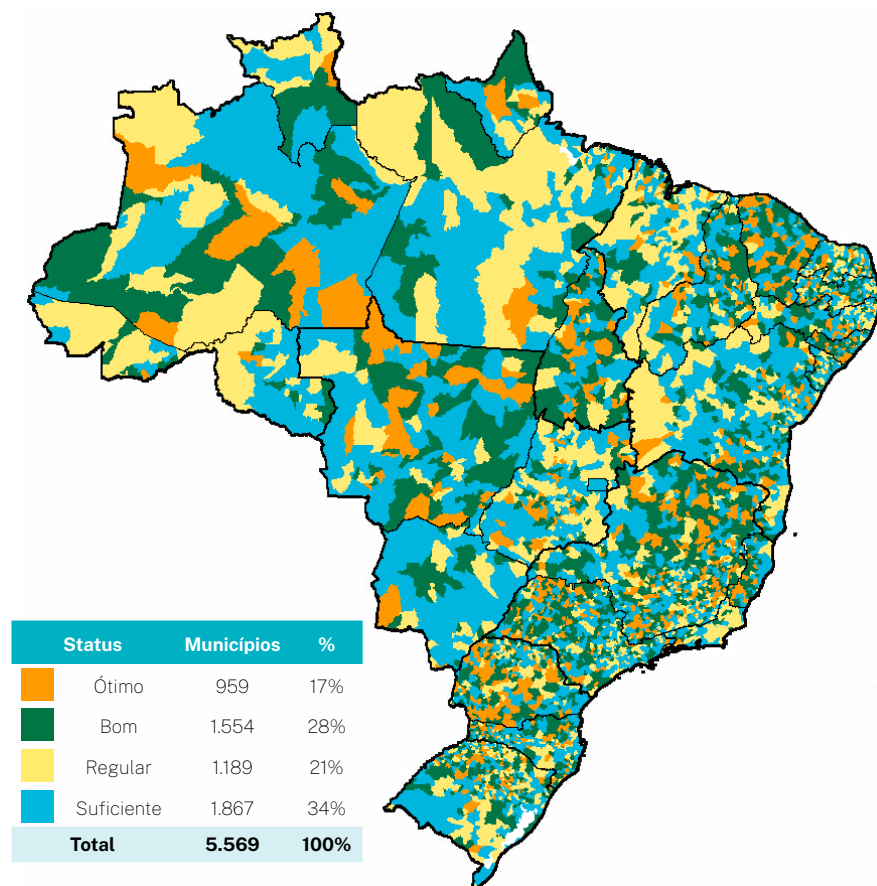 Status Municípios %
Ótimo 959 17%
Bom 1.554 28%
Regular 1.189 21%
Suficiente 1.867 34%
Total 5.569 100%